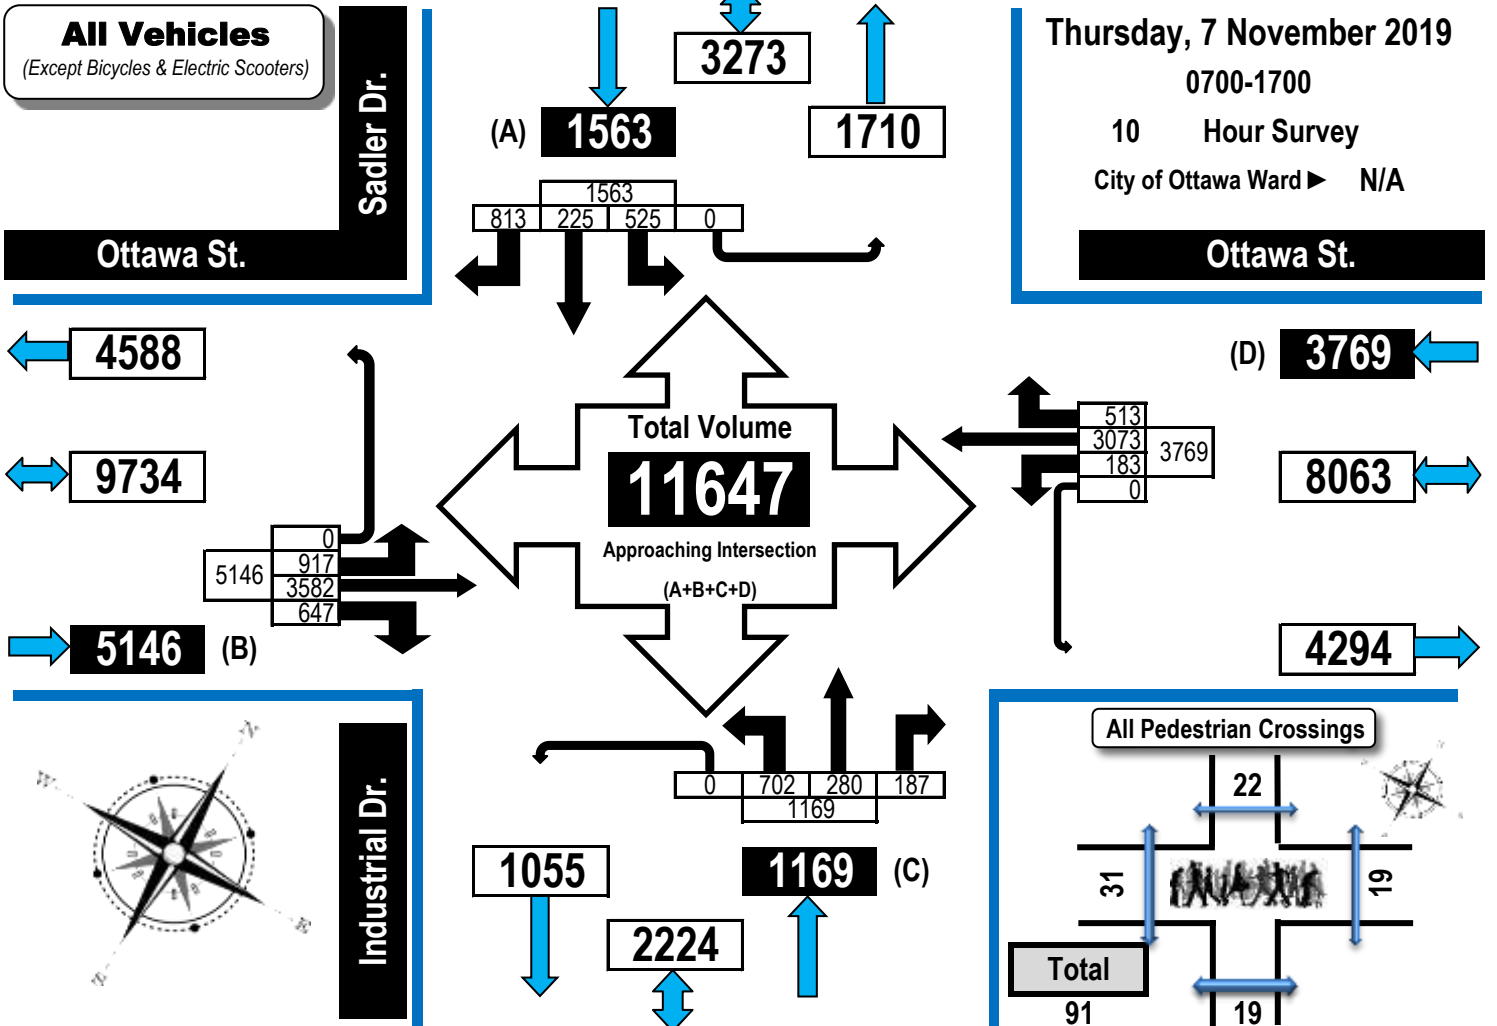 All Vehicles
(Except Bicycles & Electric Scooters)
Sadler Dr.
Ottawa St.
(A)
1563
3273
1710
1563
813 225 525 0
Thursday, 7 November 2019
0700-1700
10 Hour Survey
City of Ottawa Ward ► N/A
Ottawa St.
4588
9734
0
917
3582
647
5146
5146
(B)
Total Volume
11647
Approaching Intersection
(A+B+C+D)
(D)
3769
513
3073
183
0
3769
8063
4294
N
W
E
S
Industrial Dr.
0 702 280 187
1169
1055
1169
(C)
2224
All Pedestrian Crossings
22
31
19
Total
91
19